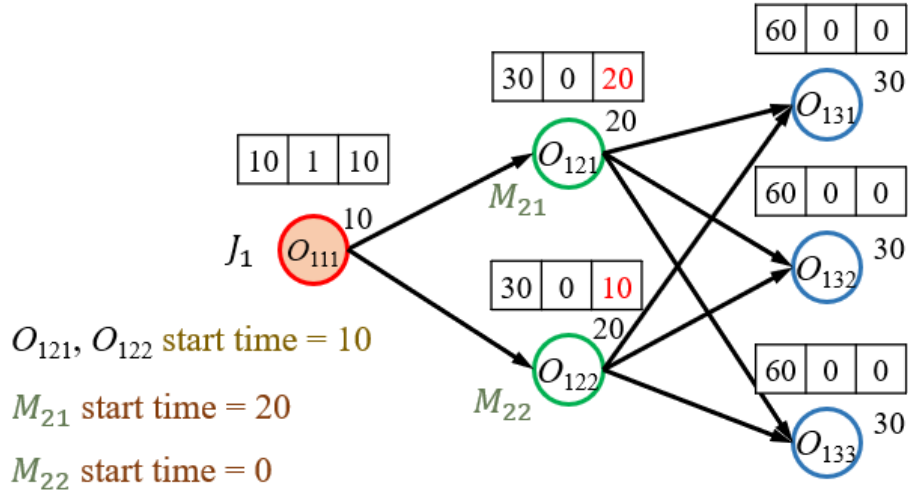 60 0 0
30
O₁₃₁
30 0 20
20
O₁₂₁
M₂₁
10 1 10
10
J₁ O₁₁₁
60 0 0
30
O₁₃₂
30 0 10
20
O₁₂₂
M₂₂
60 0 0
30
O₁₃₃
O₁₂₁, O₁₂₂ start time = 10
M₂₁ start time = 20
M₂₂ start time = 0